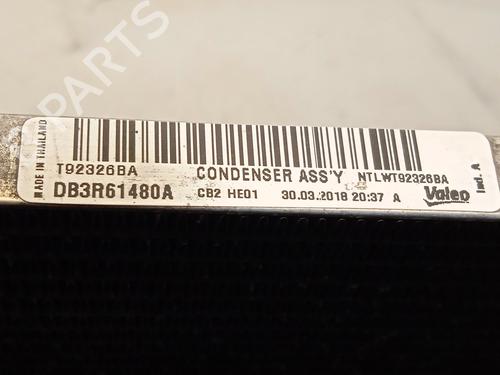 PARTS
MADE IN THAILAND
T92326BA CONDENSER ASS'Y NTLWT92326BA
DB3R61480A CB2 HE01 30.03.2018 20:37 A Valeo
Ind. A